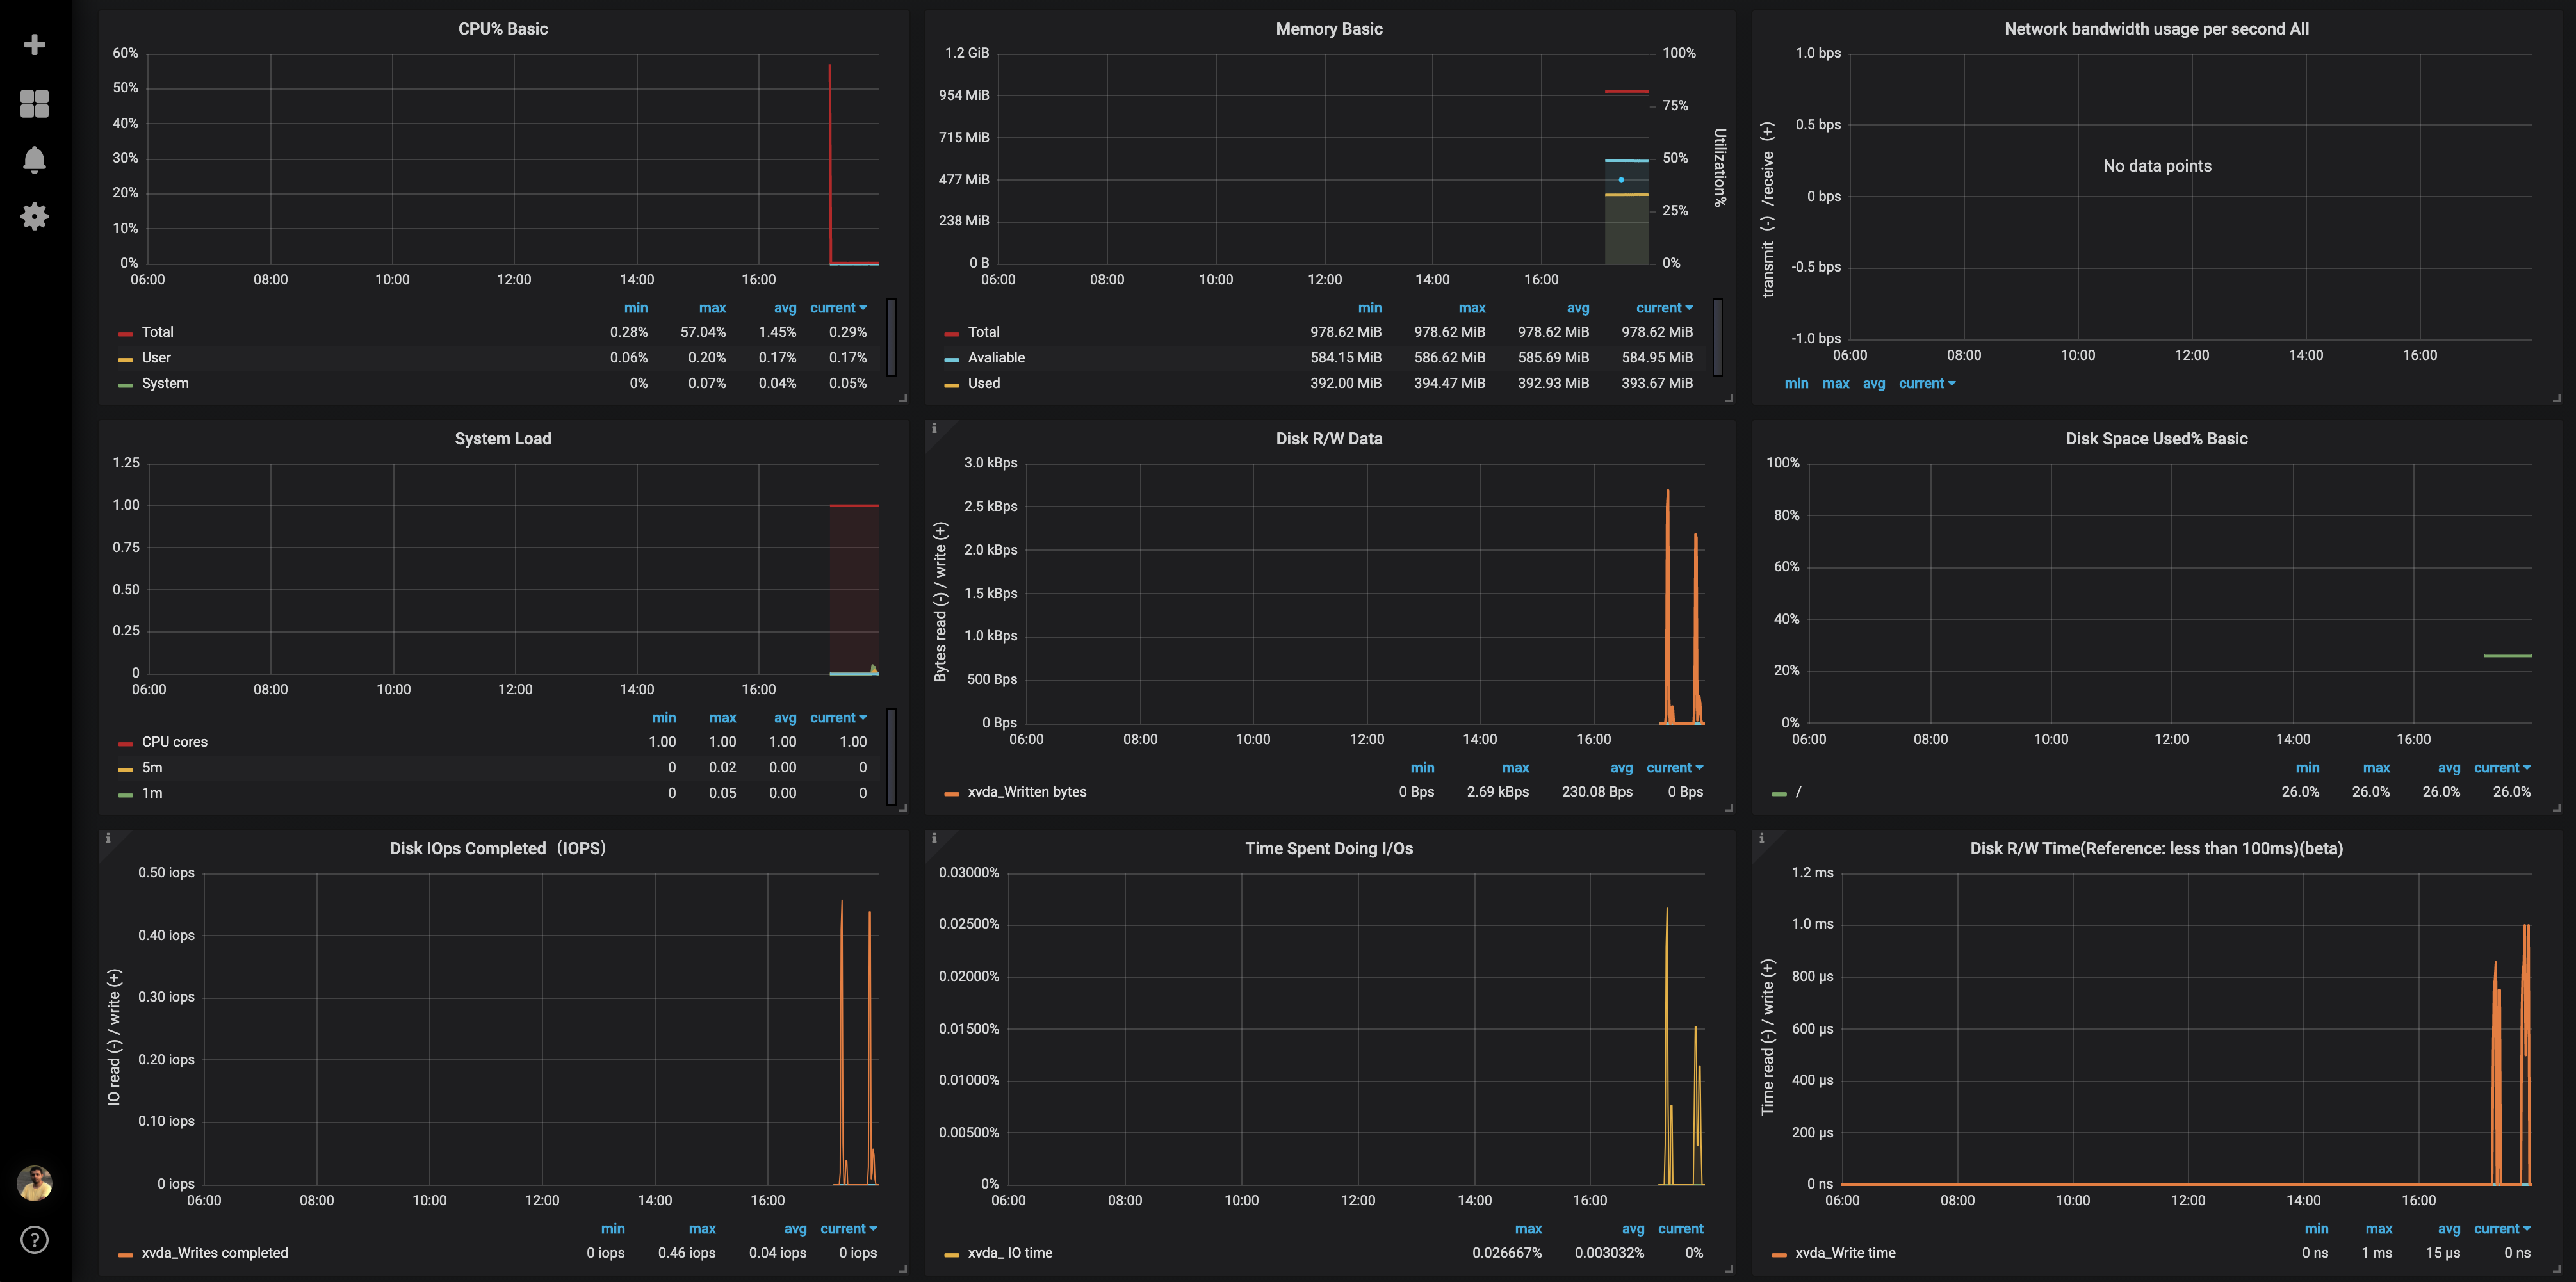 CPU% Basic
60%
50%
40%
30%
20%
10%
0%
06:00 08:00 10:00 12:00 14:00 16:00
min max avg current
Total 0.28% 57.04% 1.45% 0.29%
User 0.06% 0.20% 0.17% 0.17%
System 0% 0.07% 0.04% 0.05%
Memory Basic
1.2 GiB
954 MiB
715 MiB
477 MiB
238 MiB
0 B
100%
75%
50%
25%
0%
Utilization%
06:00 08:00 10:00 12:00 14:00 16:00
min max avg current
Total 978.62 MiB 978.62 MiB 978.62 MiB 978.62 MiB
Avaliable 584.15 MiB 586.62 MiB 585.69 MiB 584.95 MiB
Used 392.00 MiB 394.47 MiB 392.93 MiB 393.67 MiB
Network bandwidth usage per second All
transmit (-) /receive (+)
1.0 bps
0.5 bps
0 bps
-0.5 bps
-1.0 bps
No data points
06:00 08:00 10:00 12:00 14:00 16:00
min max avg current
System Load
1.25
1.00
0.75
0.50
0.25
0
06:00 08:00 10:00 12:00 14:00 16:00
min max avg current
CPU cores 1.00 1.00 1.00 1.00
5m 0 0.02 0.00 0
1m 0 0.05 0.00 0
i
Disk R/W Data
Bytes read (-) / write (+)
3.0 kBps
2.5 kBps
2.0 kBps
1.5 kBps
1.0 kBps
500 Bps
0 Bps
06:00 08:00 10:00 12:00 14:00 16:00
min max avg current
xvda_Written bytes 0 Bps 2.69 kBps 230.08 Bps 0 Bps
Disk Space Used% Basic
100%
80%
60%
40%
20%
0%
06:00 08:00 10:00 12:00 14:00 16:00
min max avg current
/ 26.0% 26.0% 26.0% 26.0%
i
Disk IOps Completed（IOPS）
IO read (-) / write (+)
0.50 iops
0.40 iops
0.30 iops
0.20 iops
0.10 iops
0 iops
06:00 08:00 10:00 12:00 14:00 16:00
min max avg current
xvda_Writes completed 0 iops 0.46 iops 0.04 iops 0 iops
i
Time Spent Doing I/Os
0.03000%
0.02500%
0.02000%
0.01500%
0.01000%
0.00500%
0%
06:00 08:00 10:00 12:00 14:00 16:00
max avg current
xvda_ IO time 0.026667% 0.003032% 0%
i
Disk R/W Time(Reference: less than 100ms)(beta)
Time read (-) / write (+)
1.2 ms
1.0 ms
800 µs
600 µs
400 µs
200 µs
0 ns
06:00 08:00 10:00 12:00 14:00 16:00
min max avg current
xvda_Write time 0 ns 1 ms 15 µs 0 ns
?